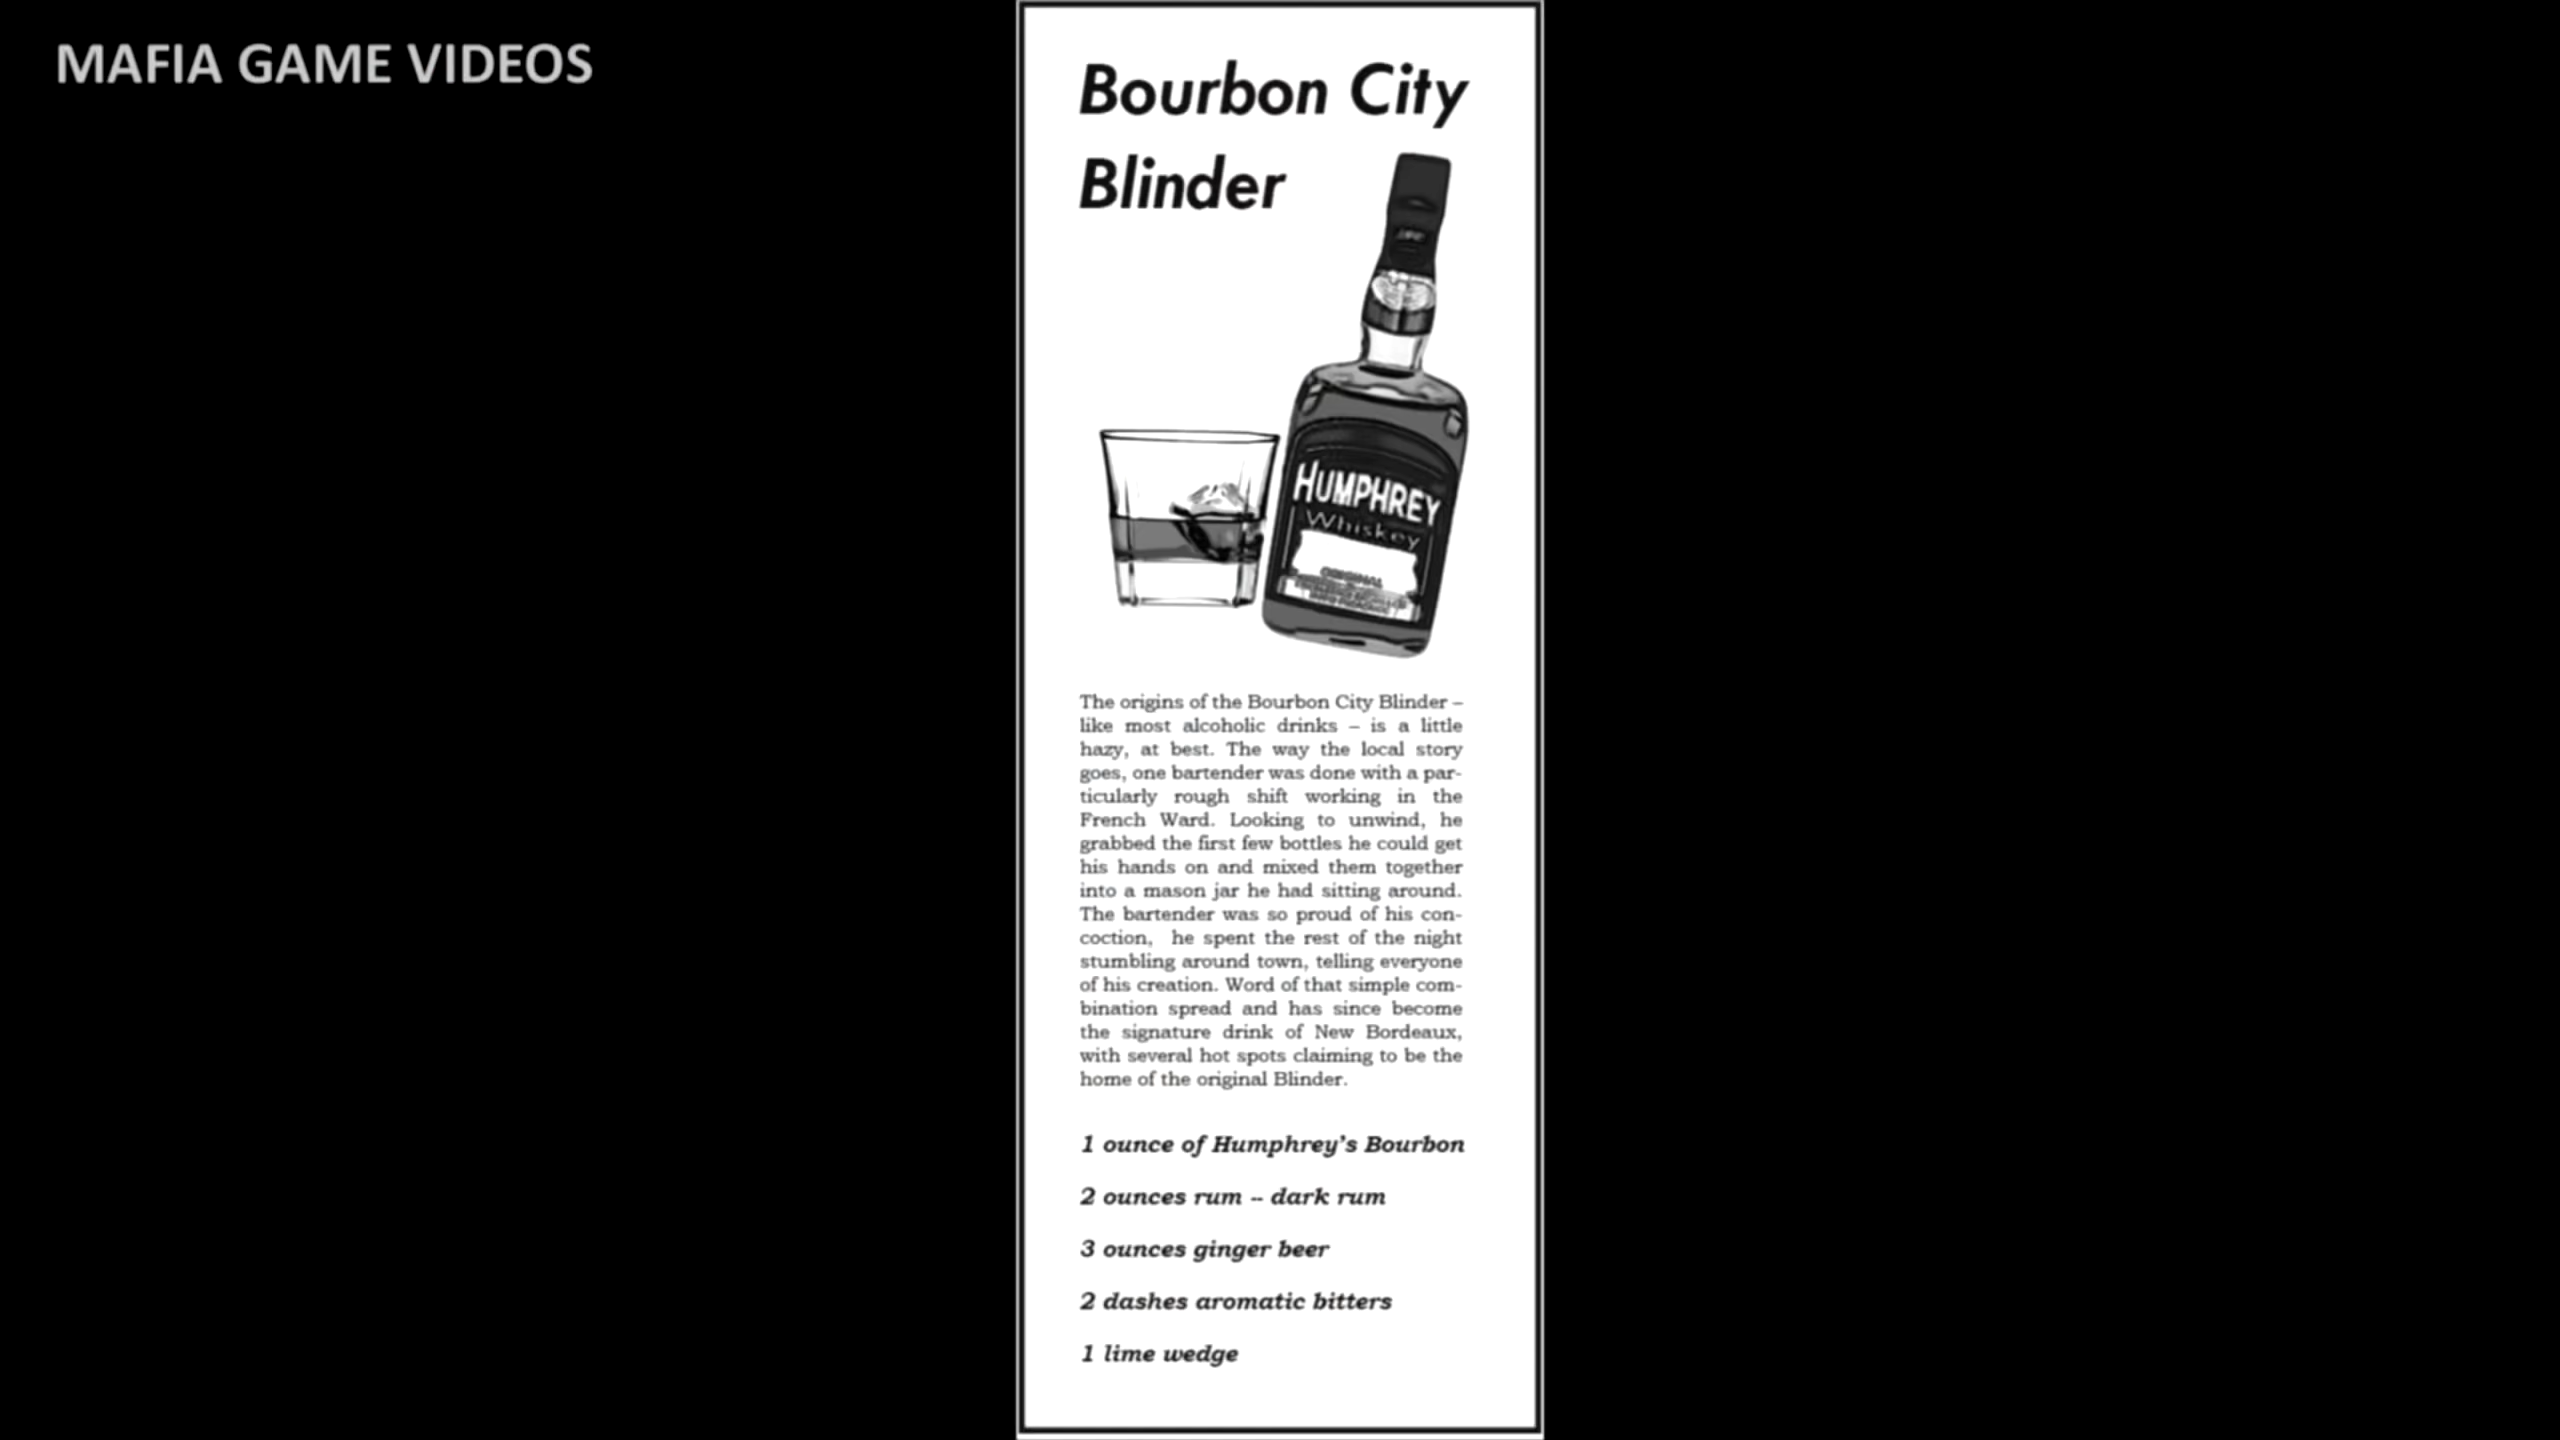 MAFIA GAME VIDEOS
Bourbon City
Blinder
HUMPHREY
Whiskey
ORIGINAL
The origins of the Bourbon City Blinder –
like most alcoholic drinks – is a little
hazy, at best. The way the local story
goes, one bartender was done with a par-
ticularly rough shift working in the
French Ward. Looking to unwind, he
grabbed the first few bottles he could get
his hands on and mixed them together
into a mason jar he had sitting around.
The bartender was so proud of his con-
coction, he spent the rest of the night
stumbling around town, telling everyone
of his creation. Word of that simple com-
bination spread and has since become
the signature drink of New Bordeaux,
with several hot spots claiming to be the
home of the original Blinder.
1 ounce of Humphrey's Bourbon
2 ounces rum – dark rum
3 ounces ginger beer
2 dashes aromatic bitters
1 lime wedge